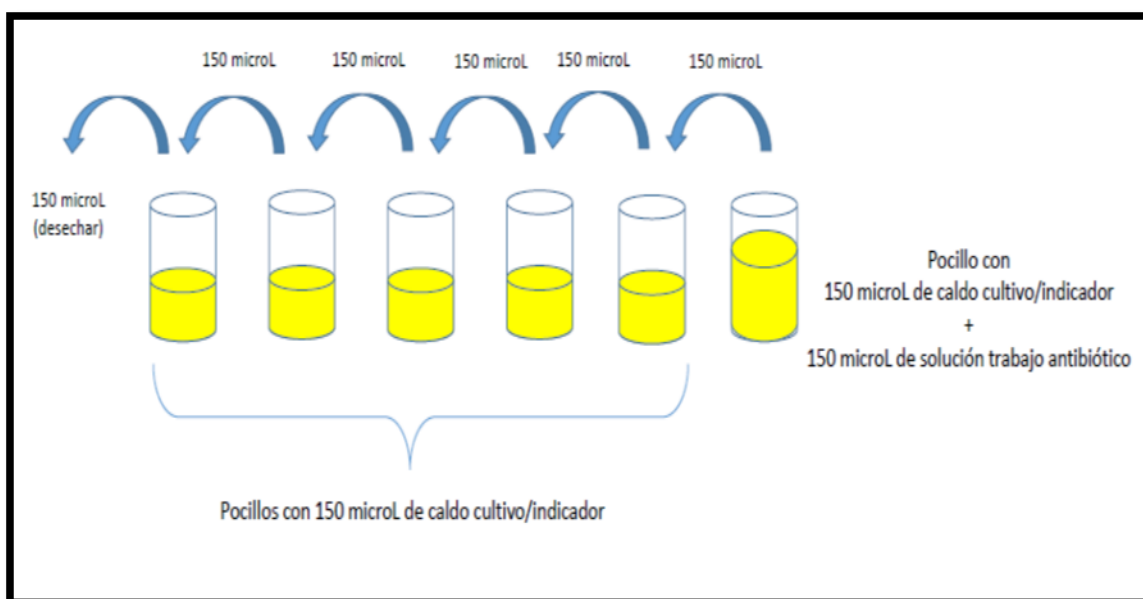 150 microL
150 microL
150 microL
150 microL
150 microL
150 microL
(desechar)
Pocillo con
150 microL de caldo cultivo/indicador
+
150 microL de solución trabajo antibiótico
Pocillos con 150 microL de caldo cultivo/indicador